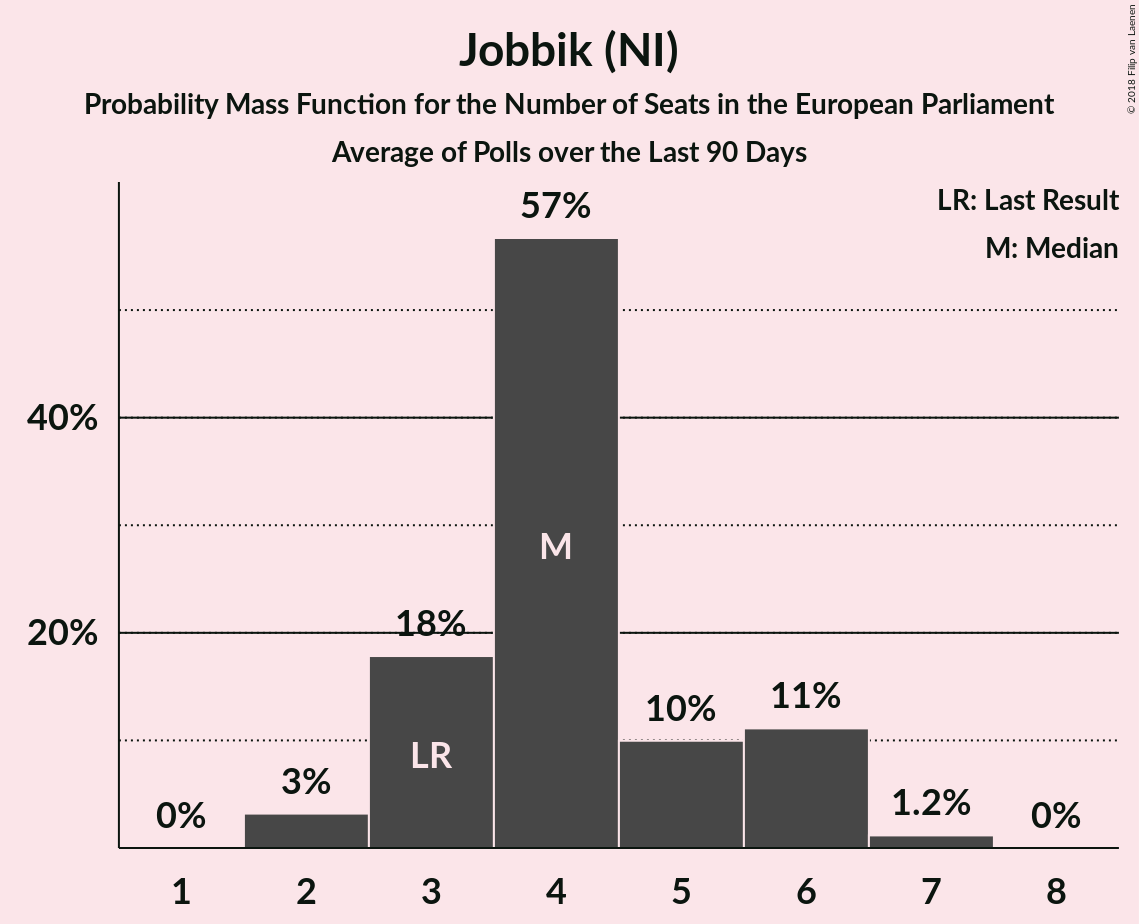 Jobbik (NI)
Probability Mass Function for the Number of Seats in the European Parliament
Average of Polls over the Last 90 Days
© 2018 Filip van Laenen
LR: Last Result
M: Median
57%
40%
M
20%
18%
LR
10%
11%
3%
0%
1.2%
0%
1 2 3 4 5 6 7 8